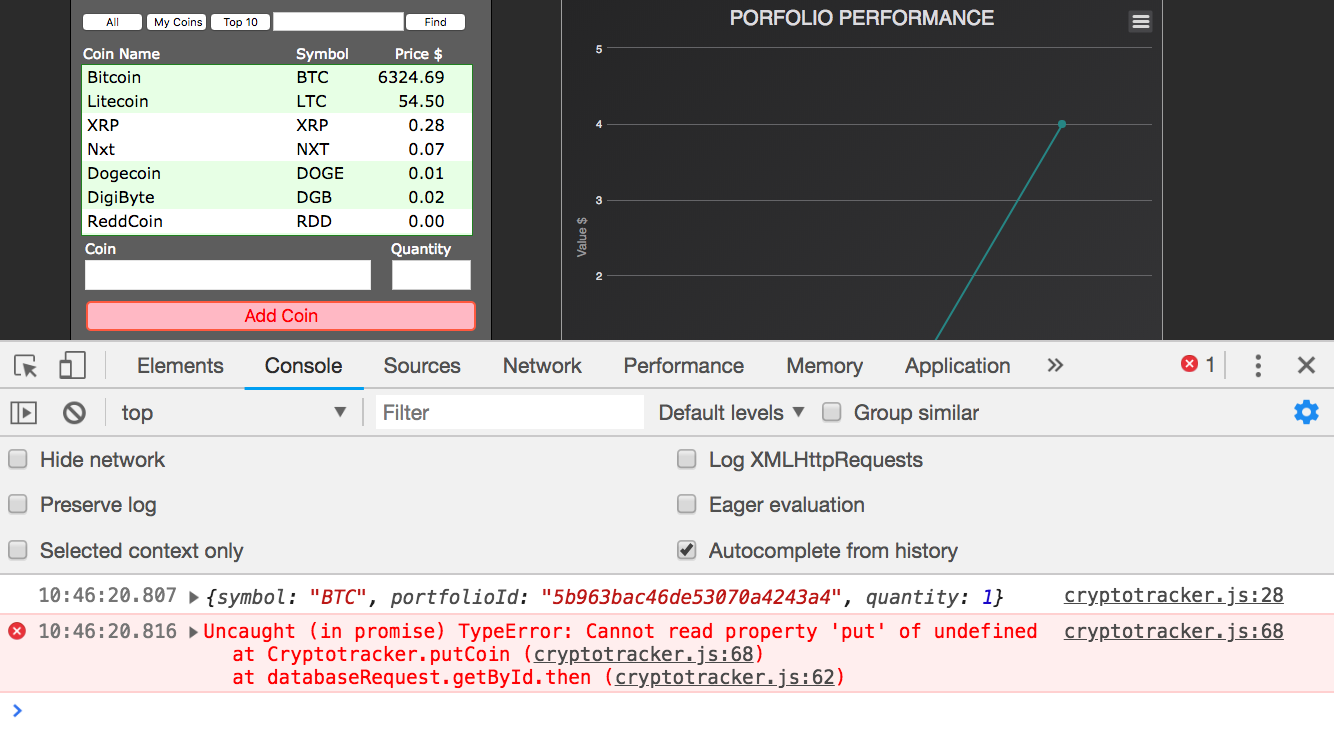 All My Coins Top 10 Find
Coin Name Symbol Price $
Bitcoin BTC 6324.69
Litecoin LTC 54.50
XRP XRP 0.28
Nxt NXT 0.07
Dogecoin DOGE 0.01
DigiByte DGB 0.02
ReddCoin RDD 0.00
Coin Quantity
Add Coin
PORFOLIO PERFORMANCE
5
4
3
2
Value $
Elements Console Sources Network Performance Memory Application » 1
top Filter Default levels Group similar
Hide network Log XMLHttpRequests
Preserve log Eager evaluation
Selected context only Autocomplete from history
10:46:20.807 {symbol: "BTC", portfolioId: "5b963bac46de53070a4243a4", quantity: 1} cryptotracker.js:28
10:46:20.816 Uncaught (in promise) TypeError: Cannot read property 'put' of undefined cryptotracker.js:68
at Cryptotracker.putCoin (cryptotracker.js:68)
at databaseRequest.getById.then (cryptotracker.js:62)